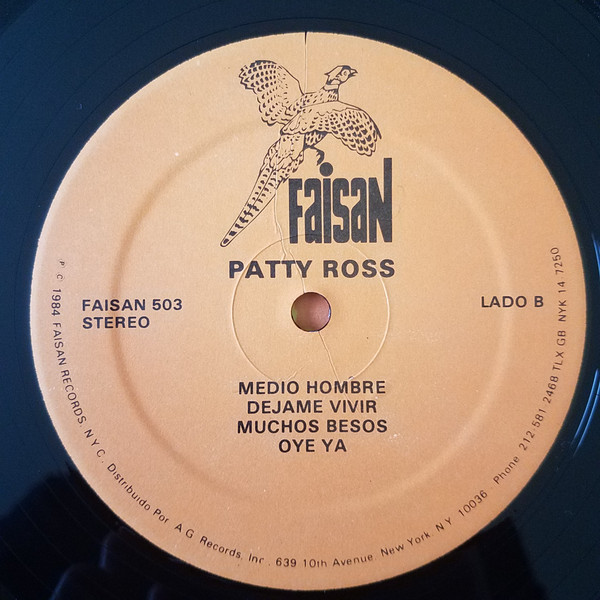 FaisaN
PATTY ROSS
FAISAN 503
STEREO
LADO B
MEDIO HOMBRE
DEJAME VIVIR
MUCHOS BESOS
OYE YA
P C 1984 FAISAN RECORDS, N.Y.C. Distribuido Por A G Records, Inc. 639 10th Avenue, New York, N.Y. 10036 Phone 212 581 2468 TLX GB NYK 14 7250